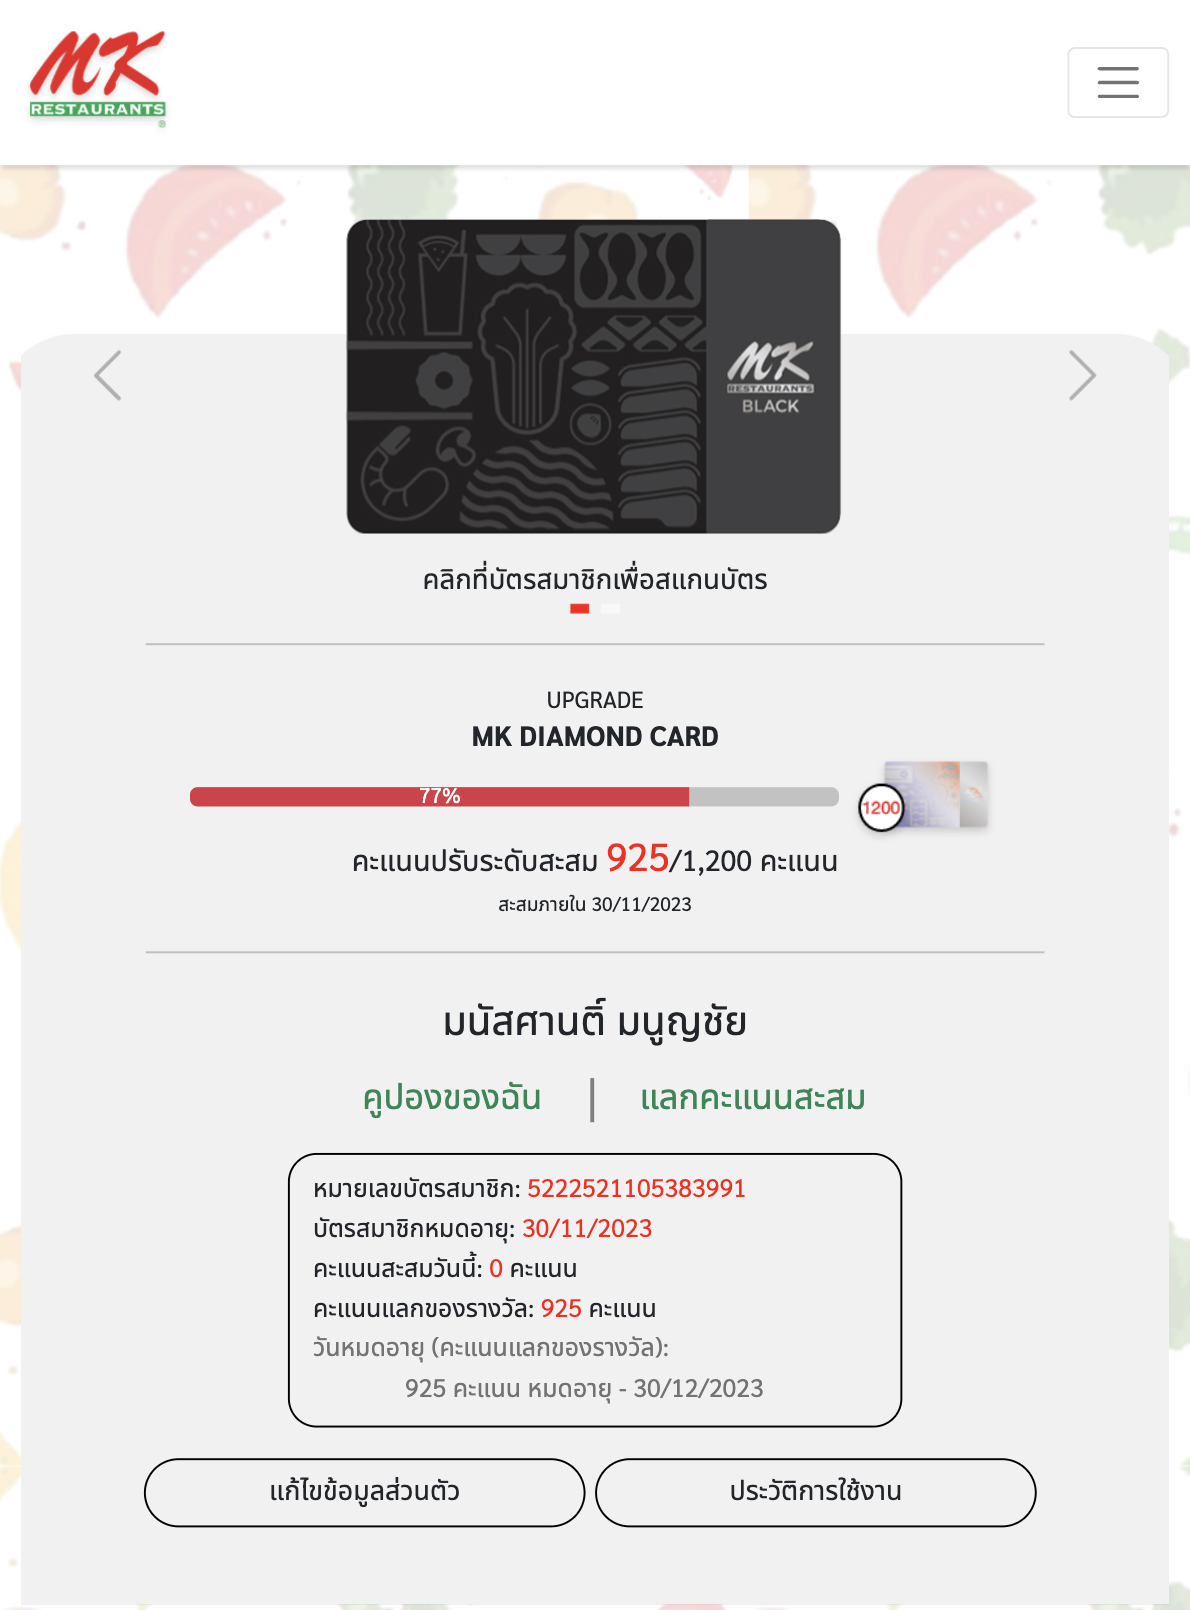 MK
RESTAURANTS
®
MK
RESTAURANTS
BLACK
คลิกที่บัตรสมาชิกเพื่อสแกนบัตร
UPGRADE
MK DIAMOND CARD
77%
1200
คะแนนปรับระดับสะสม 925/1,200 คะแนน
สะสมภายใน 30/11/2023
มนัสศานติ์ มนูญชัย
คูปองของฉัน | แลกคะแนนสะสม
หมายเลขบัตรสมาชิก: 5222521105383991
บัตรสมาชิกหมดอายุ: 30/11/2023
คะแนนสะสมวันนี้: 0 คะแนน
คะแนนแลกของรางวัล: 925 คะแนน
วันหมดอายุ (คะแนนแลกของรางวัล):
925 คะแนน หมดอายุ - 30/12/2023
แก้ไขข้อมูลส่วนตัว
ประวัติการใช้งาน